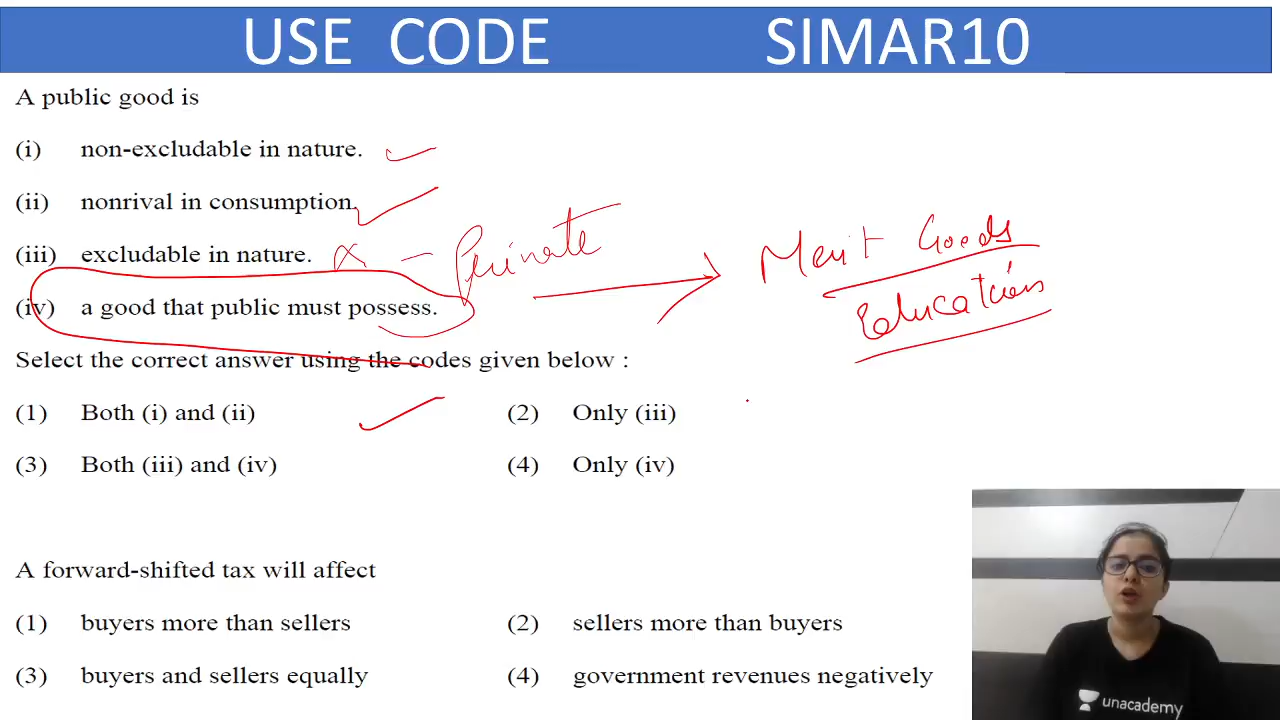 USE CODE SIMAR10
A public good is
(i) non-excludable in nature.
(ii) nonrival in consumption.
(iii) excludable in nature. x - Private
Merit Goods
Education
(iv) a good that public must possess.
Select the correct answer using the codes given below :
(1) Both (i) and (ii) (2) Only (iii)
(3) Both (iii) and (iv) (4) Only (iv)
A forward-shifted tax will affect
(1) buyers more than sellers (2) sellers more than buyers
(3) buyers and sellers equally (4) government revenues negatively
unacademy